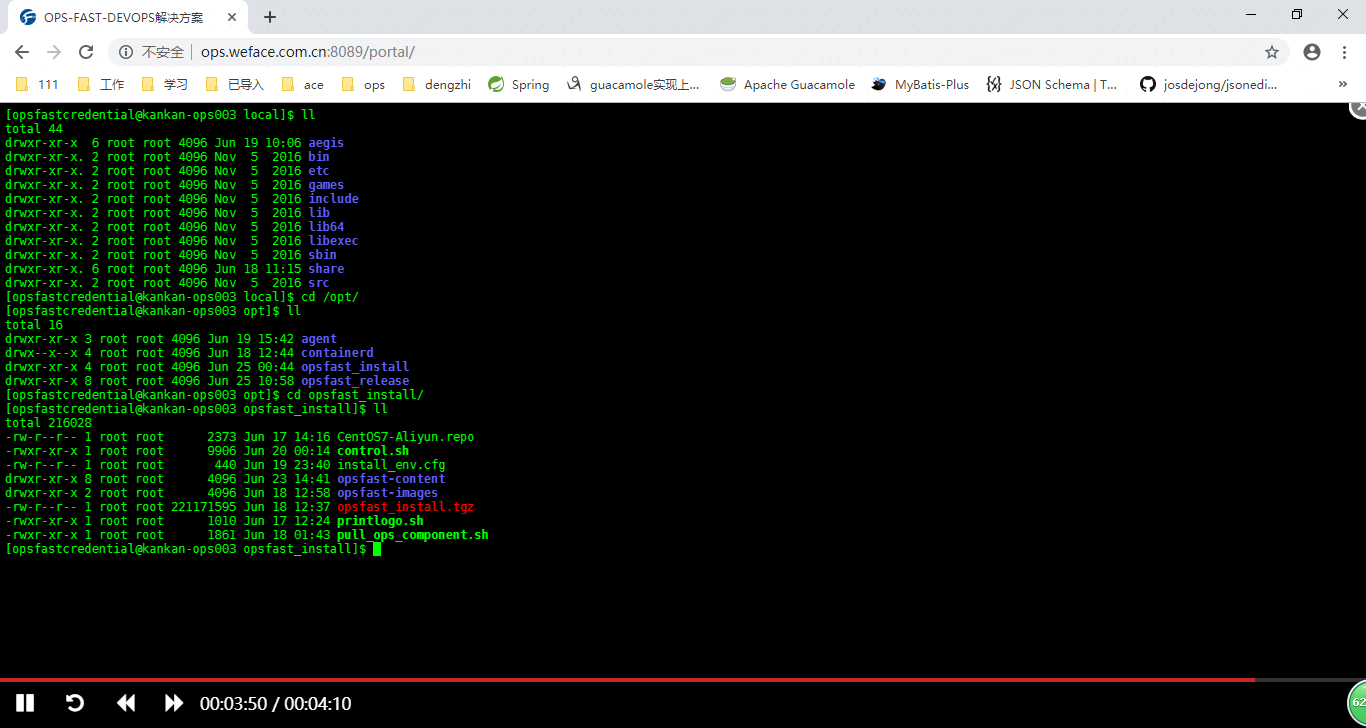 OPS-FAST-DEVOPS解决方案
不安全 ops.weface.com.cn:8089/portal/
111 工作 学习 已导入 ace ops dengzhi Spring guacamole实现上... Apache Guacamole MyBatis-Plus JSON Schema | T... josdejong/jsonedi... »
[opsfastcredential@kankan-ops003 local]$ ll
total 44
drwxr-xr-x  6 root root 4096 Jun 19 10:06 aegis
drwxr-xr-x. 2 root root 4096 Nov  5  2016 bin
drwxr-xr-x. 2 root root 4096 Nov  5  2016 etc
drwxr-xr-x. 2 root root 4096 Nov  5  2016 games
drwxr-xr-x. 2 root root 4096 Nov  5  2016 include
drwxr-xr-x. 2 root root 4096 Nov  5  2016 lib
drwxr-xr-x. 2 root root 4096 Nov  5  2016 lib64
drwxr-xr-x. 2 root root 4096 Nov  5  2016 libexec
drwxr-xr-x. 2 root root 4096 Nov  5  2016 sbin
drwxr-xr-x. 6 root root 4096 Jun 18 11:15 share
drwxr-xr-x. 2 root root 4096 Nov  5  2016 src
[opsfastcredential@kankan-ops003 local]$ cd /opt/
[opsfastcredential@kankan-ops003 opt]$ ll
total 16
drwxr-xr-x 3 root root 4096 Jun 19 15:42 agent
drwx--x--x 4 root root 4096 Jun 18 12:44 containerd
drwxr-xr-x 4 root root 4096 Jun 25 00:44 opsfast_install
drwxr-xr-x 8 root root 4096 Jun 25 10:58 opsfast_release
[opsfastcredential@kankan-ops003 opt]$ cd opsfast_install/
[opsfastcredential@kankan-ops003 opsfast_install]$ ll
total 216028
-rw-r--r-- 1 root root      2373 Jun 17 14:16 CentOS7-Aliyun.repo
-rwxr-xr-x 1 root root      9906 Jun 20 00:14 control.sh
-rw-r--r-- 1 root root       440 Jun 19 23:40 install_env.cfg
drwxr-xr-x 8 root root      4096 Jun 23 14:41 opsfast-content
drwxr-xr-x 2 root root      4096 Jun 18 12:58 opsfast-images
-rw-r--r-- 1 root root 221171595 Jun 18 12:37 opsfast_install.tgz
-rwxr-xr-x 1 root root      1010 Jun 17 12:24 printlogo.sh
-rwxr-xr-x 1 root root      1861 Jun 18 01:43 pull_ops_component.sh
[opsfastcredential@kankan-ops003 opsfast_install]$
00:03:50 / 00:04:10
62